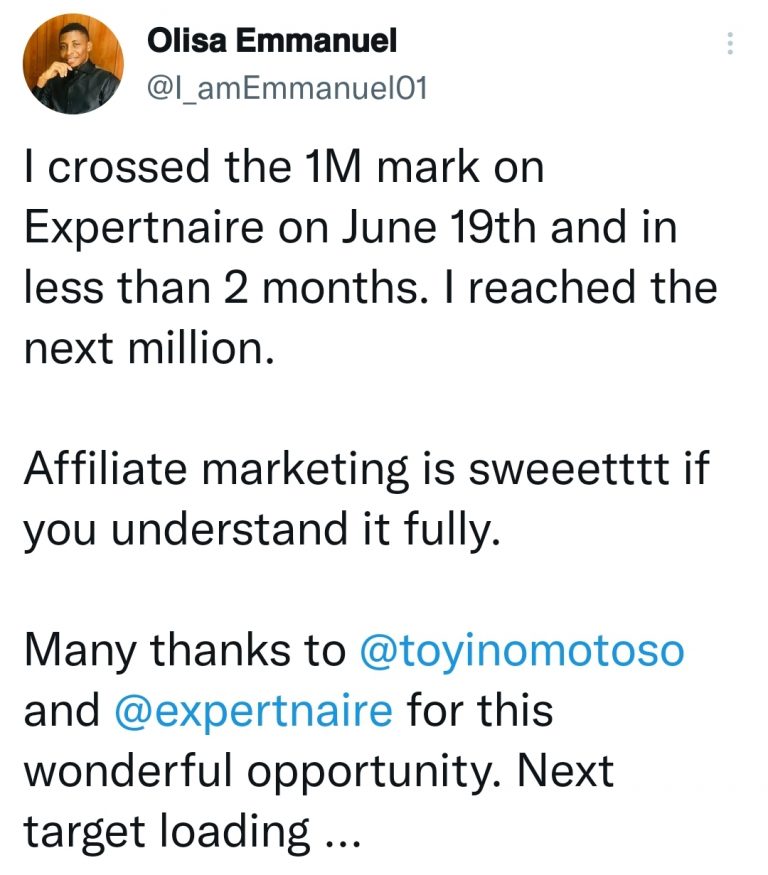 Olisa Emmanuel
@I_amEmmanuel01
I crossed the 1M mark on
Expertnaire on June 19th and in
less than 2 months. I reached the
next million.
Affiliate marketing is sweeetttt if
you understand it fully.
Many thanks to @toyinomotoso
and @expertnaire for this
wonderful opportunity. Next
target loading ...